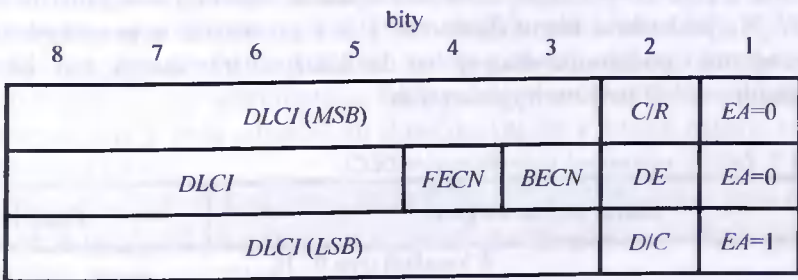 bity
8 7 6 5 4 3 2 1
DLCI (MSB) C/R EA=0
DLCI FECN BECN DE EA=0
DLCI (LSB) D/C EA=1